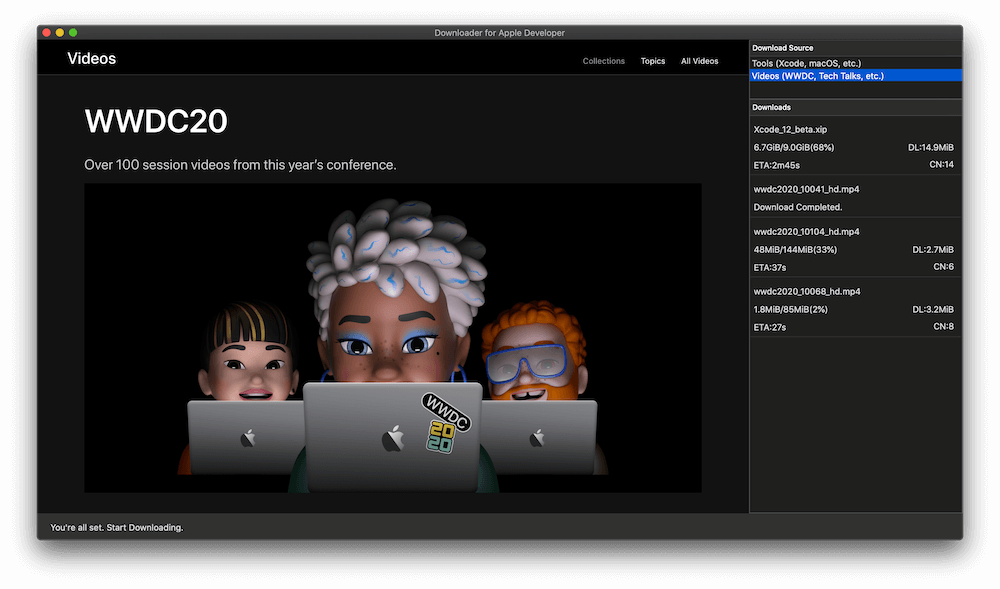 Downloader for Apple Developer
Videos
Collections Topics All Videos
WWDC20
Over 100 session videos from this year's conference.
WWDC
20
20
You're all set. Start Downloading.
Download Source
Tools (Xcode, macOS, etc.)
Videos (WWDC, Tech Talks, etc.)
Downloads
Xcode_12_beta.xip
6.7GiB/9.0GiB(68%) DL:14.9MiB
ETA:2m45s CN:14
wwdc2020_10041_hd.mp4
Download Completed.
wwdc2020_10104_hd.mp4
48MiB/144MiB(33%) DL:2.7MiB
ETA:37s CN:6
wwdc2020_10068_hd.mp4
1.8MiB/85MiB(2%) DL:3.2MiB
ETA:27s CN:8